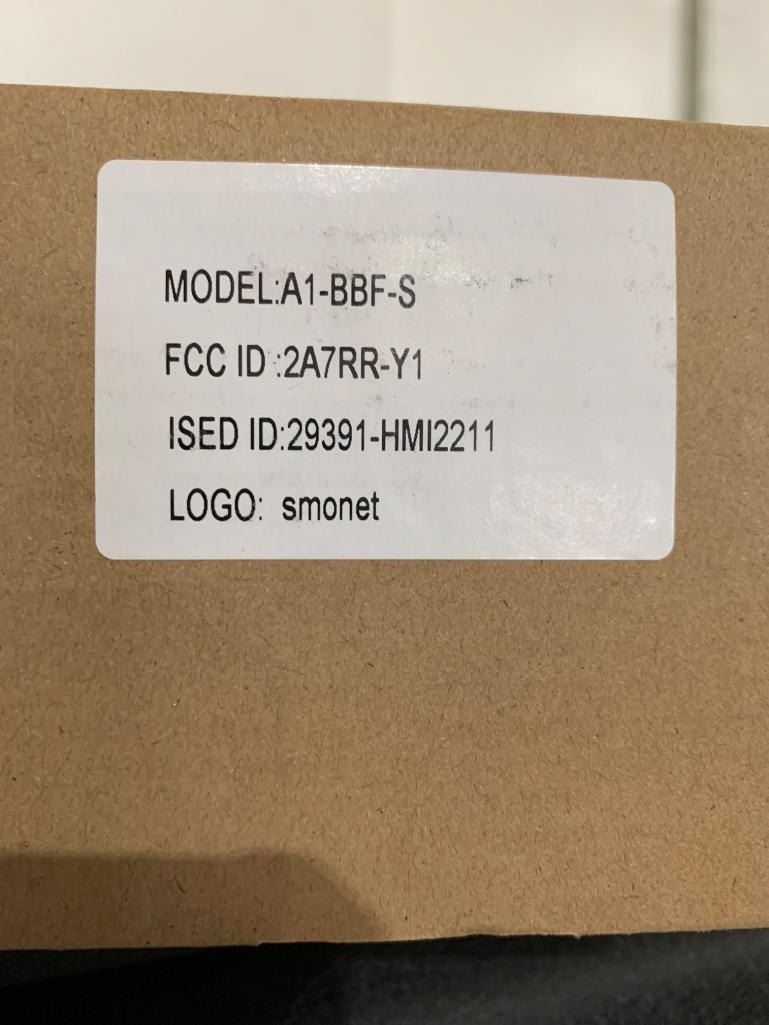 MODEL:A1-BBF-S
FCC ID :2A7RR-Y1
ISED ID:29391-HMI2211
LOGO: smonet